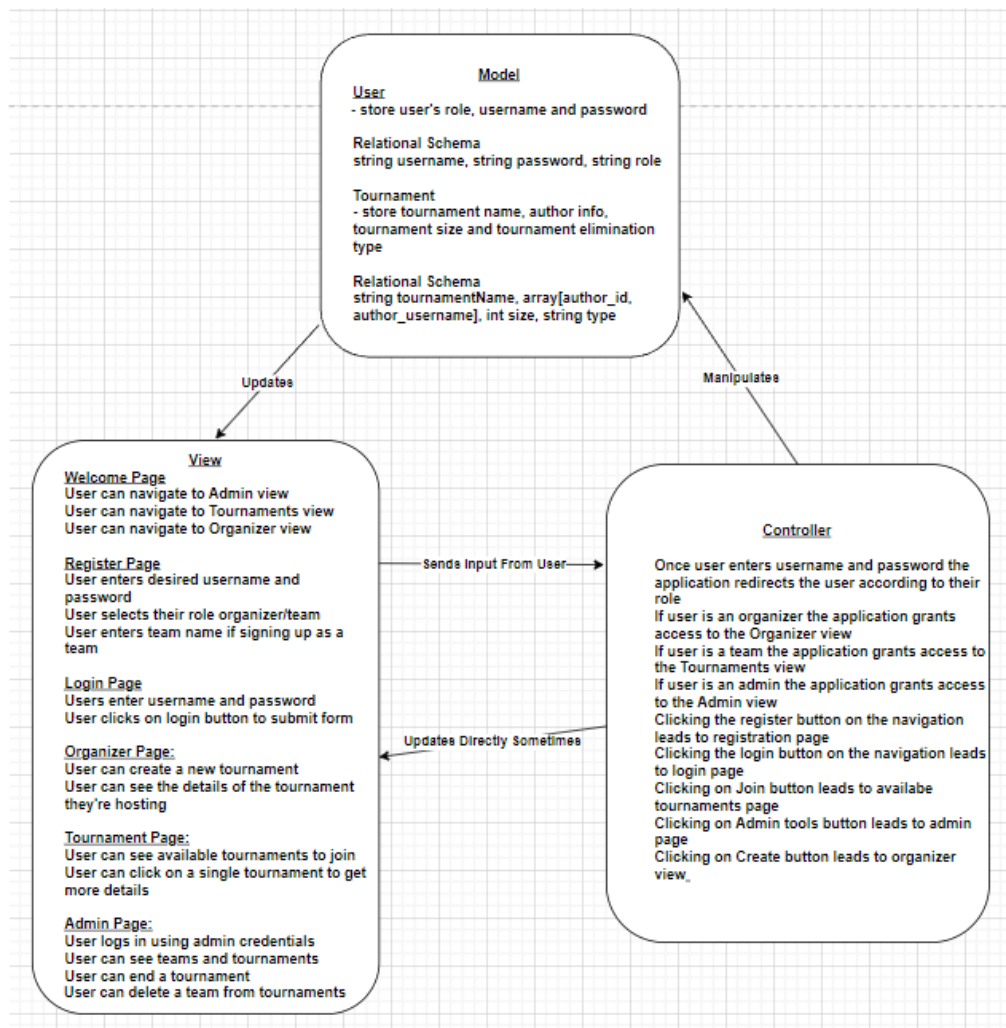 Model
User
- store user's role, username and password
Relational Schema
string username, string password, string role
Tournament
- store tournament name, author info,
tournament size and tournament elimination
type
Relational Schema
string tournamentName, array[author_id,
author_username], int size, string type
Updates
Manipulates
View
Welcome Page
User can navigate to Admin view
User can navigate to Tournaments view
User can navigate to Organizer view
Register Page
User enters desired username and
password
User selects their role organizer/team
User enters team name if signing up as a
team
Login Page
Users enter username and password
User clicks on login button to submit form
Organizer Page:
User can create a new tournament
User can see the details of the tournament
they're hosting
Tournament Page:
User can see available tournaments to join
User can click on a single tournament to get
more details
Admin Page:
User logs in using admin credentials
User can see teams and tournaments
User can end a tournament
User can delete a team from tournaments
Sends Input From User
Updates Directly Sometimes
Controller
Once user enters username and password the
application redirects the user according to their
role
If user is an organizer the application grants
access to the Organizer view
If user is a team the application grants access to
the Tournaments view
If user is an admin the application grants access
to the Admin view
Clicking the register button on the navigation
leads to registration page
Clicking the login button on the navigation leads
to login page
Clicking on Join button leads to availabe
tournaments page
Clicking on Admin tools button leads to admin
page
Clicking on Create button leads to organizer
view_